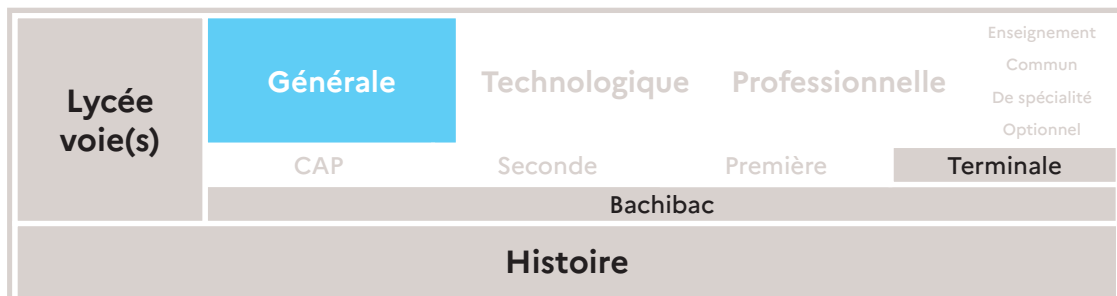 Lycée
voie(s)
Générale
Technologique
Professionnelle
Enseignement
Commun
De spécialité
Optionnel
CAP
Seconde
Première
Terminale
Bachibac
Histoire